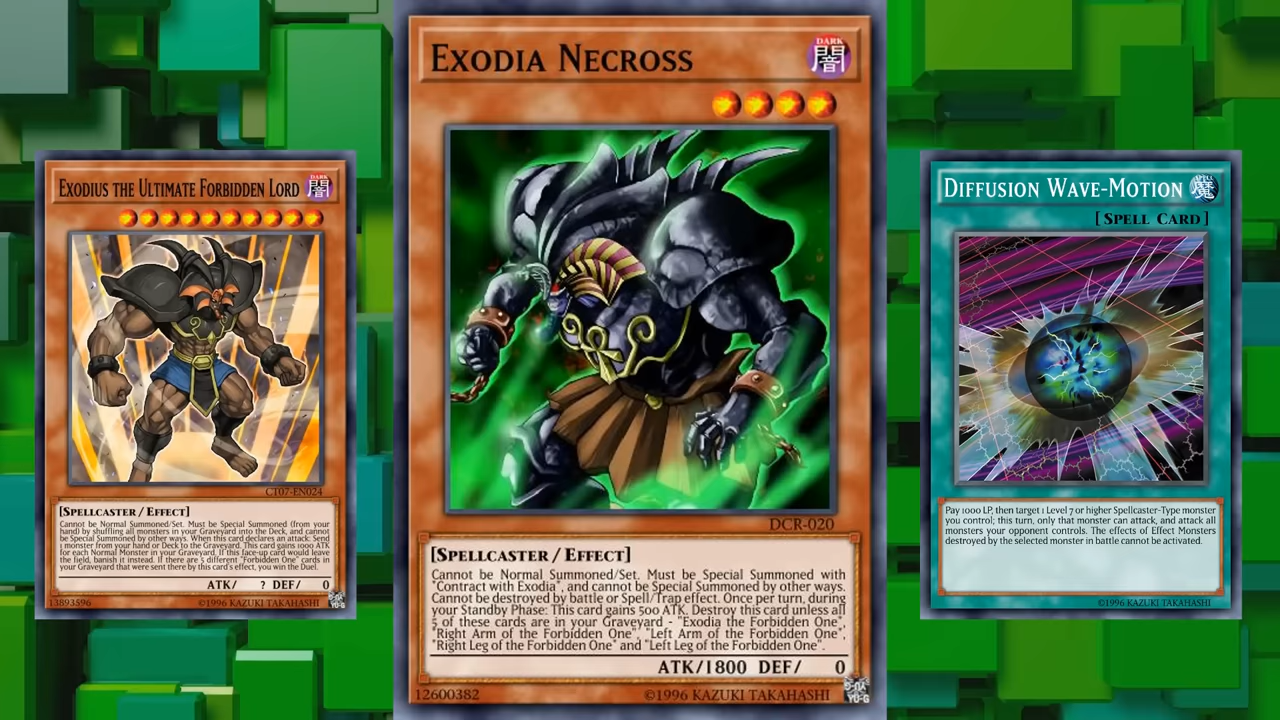 Exodius the Ultimate Forbidden Lord
DARK
闇
CT07-EN024
[Spellcaster / Effect]
Cannot be Normal Summoned/Set. Must be Special Summoned (from your
hand) by shuffling all monsters in your Graveyard into the Deck, and cannot
be Special Summoned by other ways. When this card declares an attack: Send
1 monster from your hand or Deck to the Graveyard. This card gains 1000 ATK
for each Normal Monster in your Graveyard. If this face-up card would leave
the field, banish it instead. If there are 5 different "Forbidden One" cards in
your Graveyard that were sent there by this card's effect, you win the Duel.
ATK/ ? DEF/ 0
13893596
©1996 KAZUKI TAKAHASHI
Exodia Necross
DARK
闇
DCR-020
[Spellcaster / Effect]
Cannot be Normal Summoned/Set. Must be Special Summoned with
"Contract with Exodia", and cannot be Special Summoned by other ways.
Cannot be destroyed by battle or Spell/Trap effect. Once per turn, during
your Standby Phase: This card gains 500 ATK. Destroy this card unless all
5 of these cards are in your Graveyard - "Exodia the Forbidden One",
"Right Arm of the Forbidden One", "Left Arm of the Forbidden One",
"Right Leg of the Forbidden One" and "Left Leg of the Forbidden One".
ATK/1800 DEF/ 0
12600382
©1996 KAZUKI TAKAHASHI
Diffusion Wave-Motion
SPELL
魔
[Spell Card]
Pay 1000 LP, then target 1 Level 7 or higher Spellcaster-Type monster
you control; this turn, only that monster can attack, and attack all
monsters your opponent controls. The effects of Effect Monsters
destroyed by the selected monster in battle cannot be activated.
©1996 KAZUKI TAKAHASHI